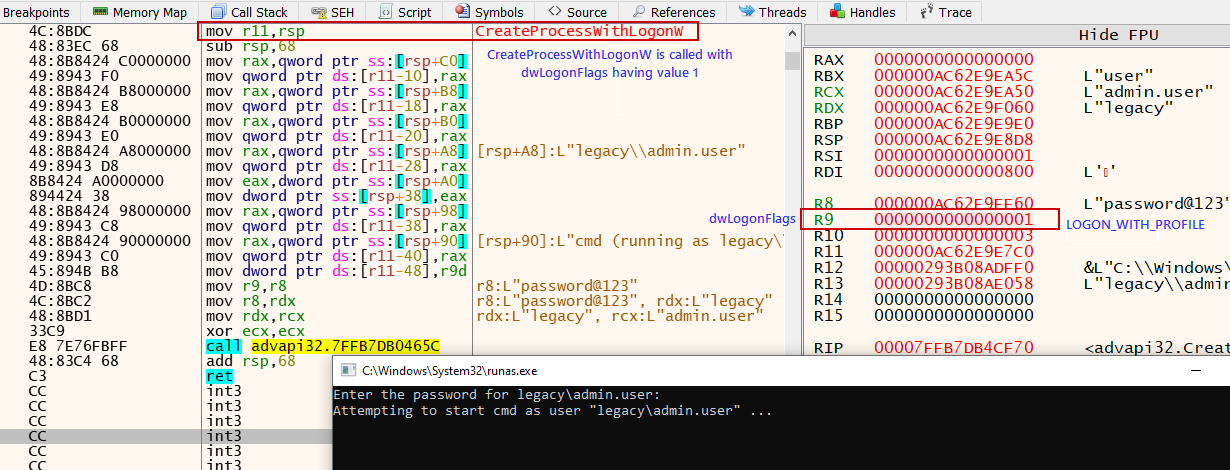 Breakpoints Memory Map Call Stack SEH Script Symbols Source References Threads Handles Trace
4C:8BDC mov r11,rsp CreateProcessWithLogonW
48:83EC 68 sub rsp,68
48:8B8424 C0000000 mov rax,qword ptr ss:[rsp+C0]
49:8943 F0 mov qword ptr ds:[r11-10],rax
48:8B8424 B8000000 mov rax,qword ptr ss:[rsp+B8]
49:8943 E8 mov qword ptr ds:[r11-18],rax
48:8B8424 B0000000 mov rax,qword ptr ss:[rsp+B0]
49:8943 E0 mov qword ptr ds:[r11-20],rax
48:8B8424 A8000000 mov rax,qword ptr ss:[rsp+A8] [rsp+A8]:L"legacy\\admin.user"
49:8943 D8 mov qword ptr ds:[r11-28],rax
8B8424 A0000000 mov eax,dword ptr ss:[rsp+A0]
894424 38 mov dword ptr ss:[rsp+38],eax
48:8B8424 98000000 mov rax,qword ptr ss:[rsp+98]
49:8943 C8 mov qword ptr ds:[r11-38],rax
48:8B8424 90000000 mov rax,qword ptr ss:[rsp+90] [rsp+90]:L"cmd (running as legacy\
49:8943 C0 mov qword ptr ds:[r11-40],rax
45:894B B8 mov dword ptr ds:[r11-48],r9d
4D:8BC8 mov r9,r8 r8:L"password@123"
4C:8BC2 mov r8,rdx r8:L"password@123", rdx:L"legacy"
48:8BD1 mov rdx,rcx rdx:L"legacy", rcx:L"admin.user"
33C9 xor ecx,ecx
E8 7E76FBFF call advapi32.7FFB7DB0465C
48:83C4 68 add rsp,68
C3 ret
CC int3
CC int3
CC int3
CC int3
CC int3
CC int3
CreateProcessWithLogonW is called with
dwLogonFlags having value 1
Hide FPU
RAX 0000000000000000
RBX 000000AC62E9EA5C L"user"
RCX 000000AC62E9EA50 L"admin.user"
RDX 000000AC62E9F060 L"legacy"
RBP 000000AC62E9E9E0
RSP 000000AC62E9E8D8
RSI 0000000000000001
RDI 0000000000000800
R8 000000AC62E9EE60 L"password@123"
dwLogonFlags R9 0000000000000001 LOGON_WITH_PROFILE
R10 0000000000000003
R11 000000AC62E9E7C0
R12 00000293B08ADFF0 &L"C:\\Windows\
R13 00000293B08AE058 L"legacy\\admin
R14 0000000000000000
R15 0000000000000000
RIP 00007FFB7DB4CF70 <advapi32.Creat
C:\Windows\System32\runas.exe
Enter the password for legacy\admin.user:
Attempting to start cmd as user "legacy\admin.user" ...